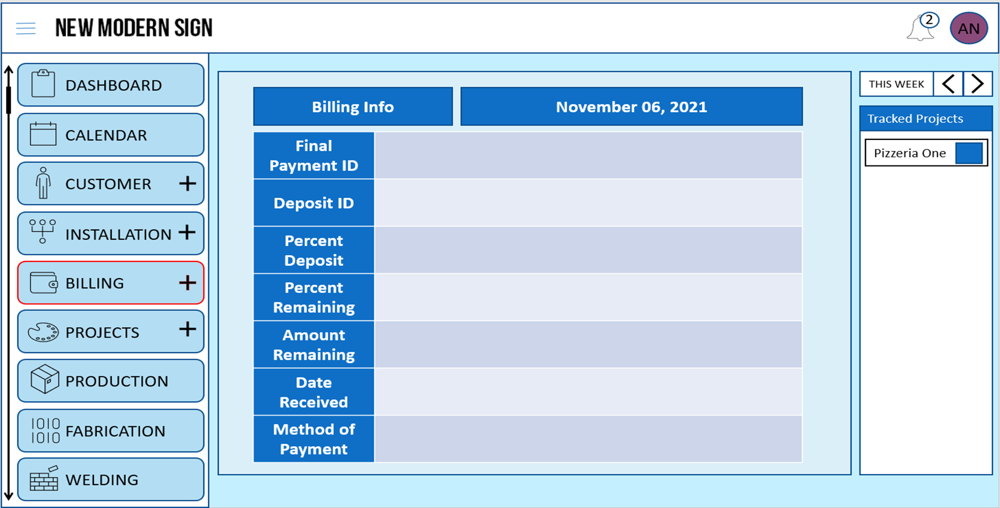 NEW MODERN SIGN
2
AN
DASHBOARD
CALENDAR
CUSTOMER +
INSTALLATION +
BILLING +
PROJECTS +
PRODUCTION
1010
1010
FABRICATION
WELDING
Billing Info
November 06, 2021
Final
Payment ID
Deposit ID
Percent
Deposit
Percent
Remaining
Amount
Remaining
Date
Received
Method of
Payment
THIS WEEK
Tracked Projects
Pizzeria One